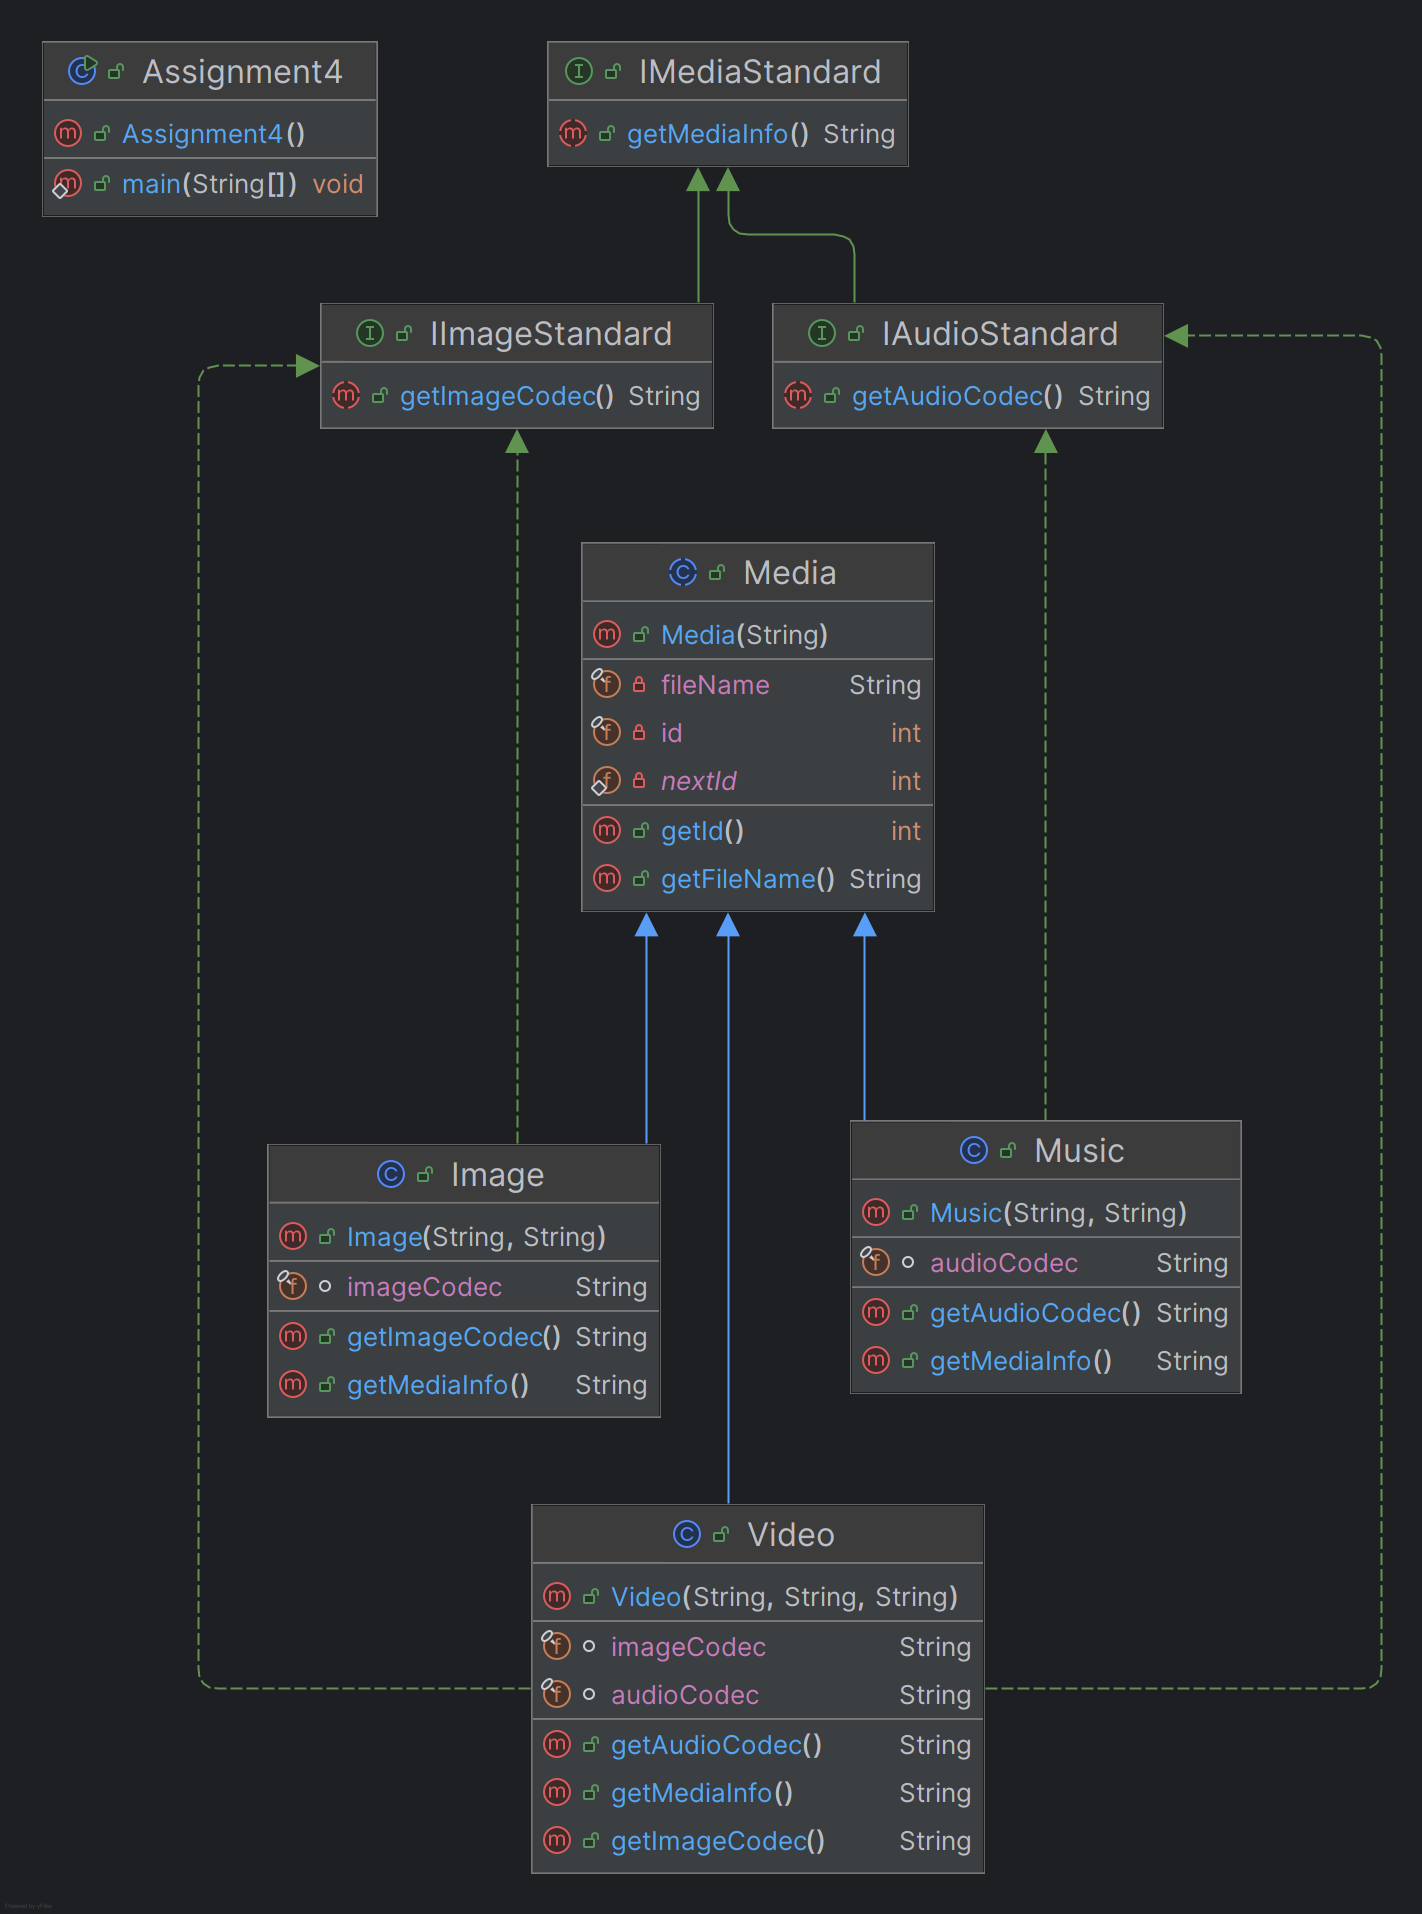 Assignment4
Assignment4()
main(String[]) void
IMediaStandard
getMediaInfo() String
IImageStandard
getImageCodec() String
IAudioStandard
getAudioCodec() String
Media
Media(String)
fileName String
id int
nextId int
getId() int
getFileName() String
Image
Image(String, String)
imageCodec String
getImageCodec() String
getMediaInfo() String
Music
Music(String, String)
audioCodec String
getAudioCodec() String
getMediaInfo() String
Video
Video(String, String, String)
imageCodec String
audioCodec String
getAudioCodec() String
getMediaInfo() String
getImageCodec() String
Powered by yFiles